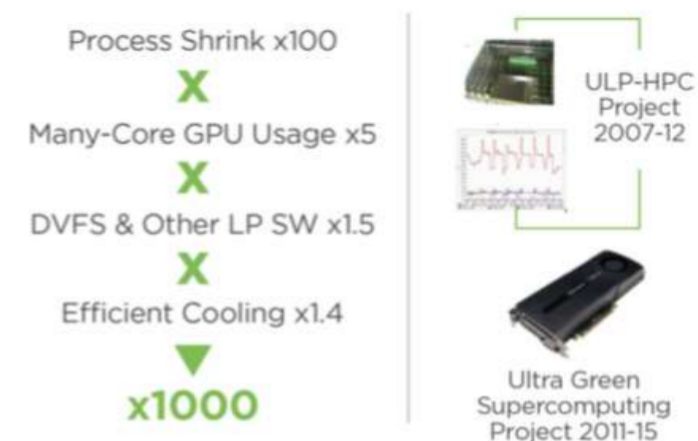 Process Shrink x100
X
Many-Core GPU Usage x5
X
DVFS & Other LP SW x1.5
X
Efficient Cooling x1.4
x1000
ULP-HPC
Project
2007-12
Ultra Green
Supercomputing
Project 2011-15